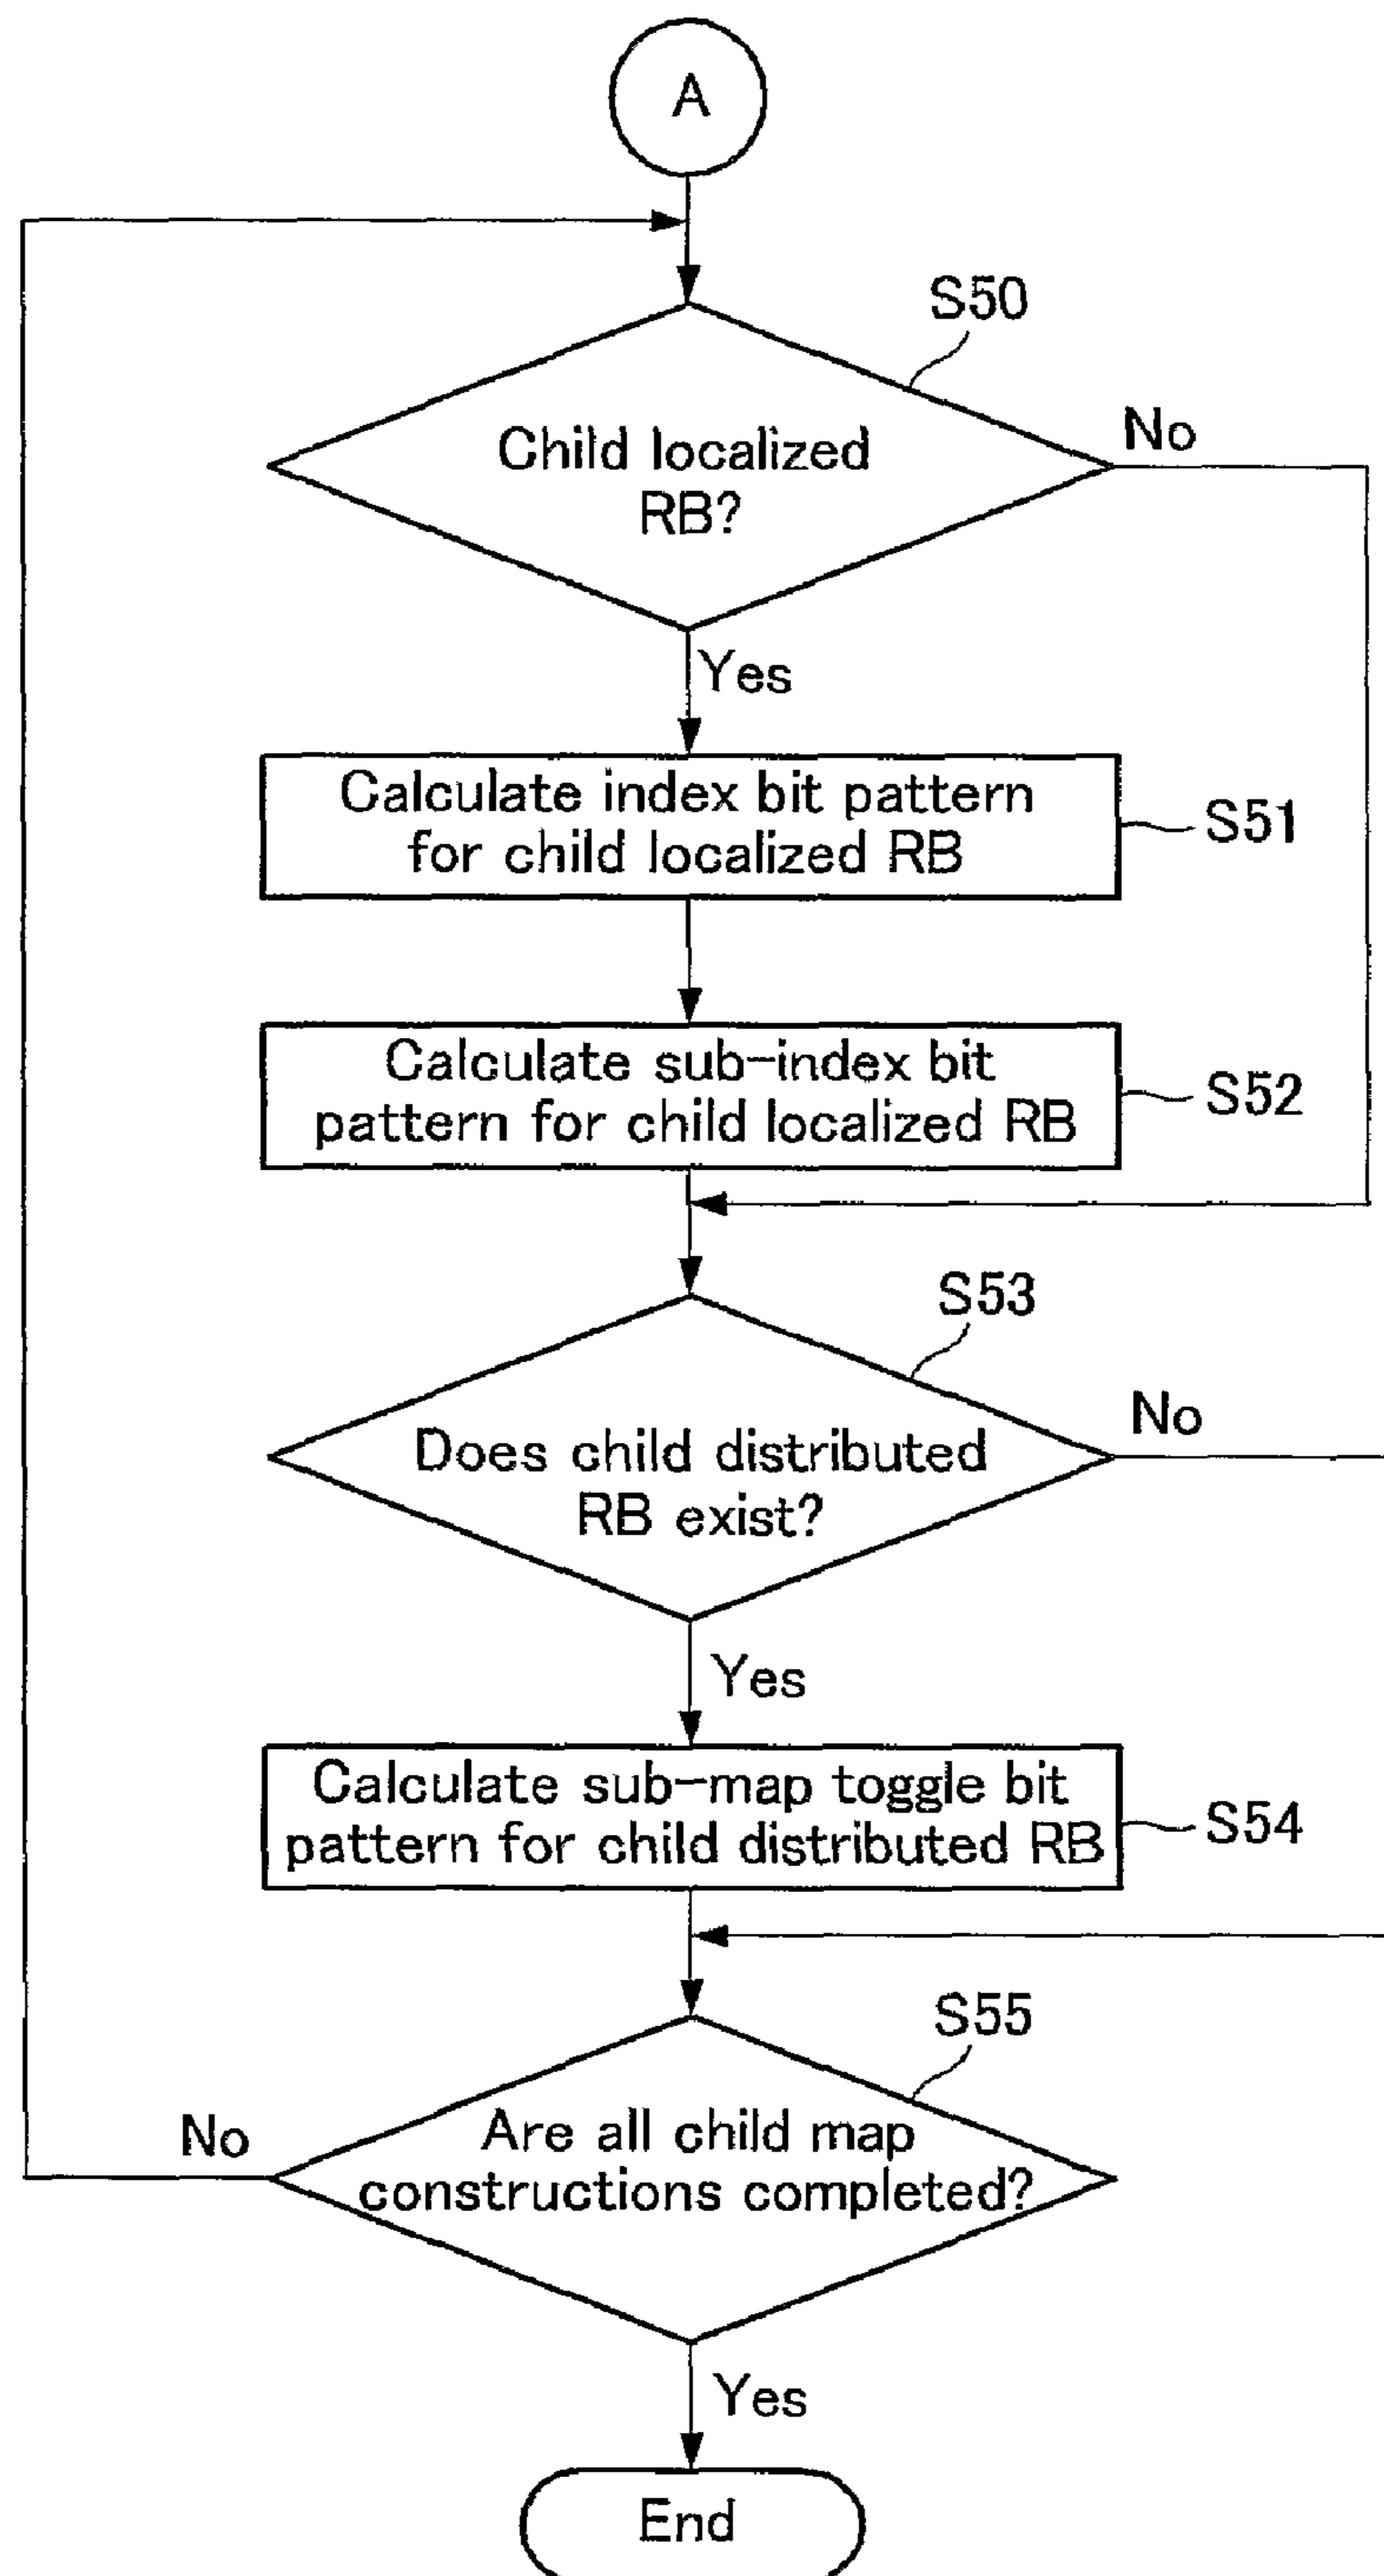 A
S50
Child localized
RB?
No
Yes
Calculate index bit pattern
for child localized RB
S51
Calculate sub-index bit
pattern for child localized RB
S52
S53
Does child distributed
RB exist?
No
Yes
Calculate sub-map toggle bit
pattern for child distributed RB
S54
S55
Are all child map
constructions completed?
No
Yes
End